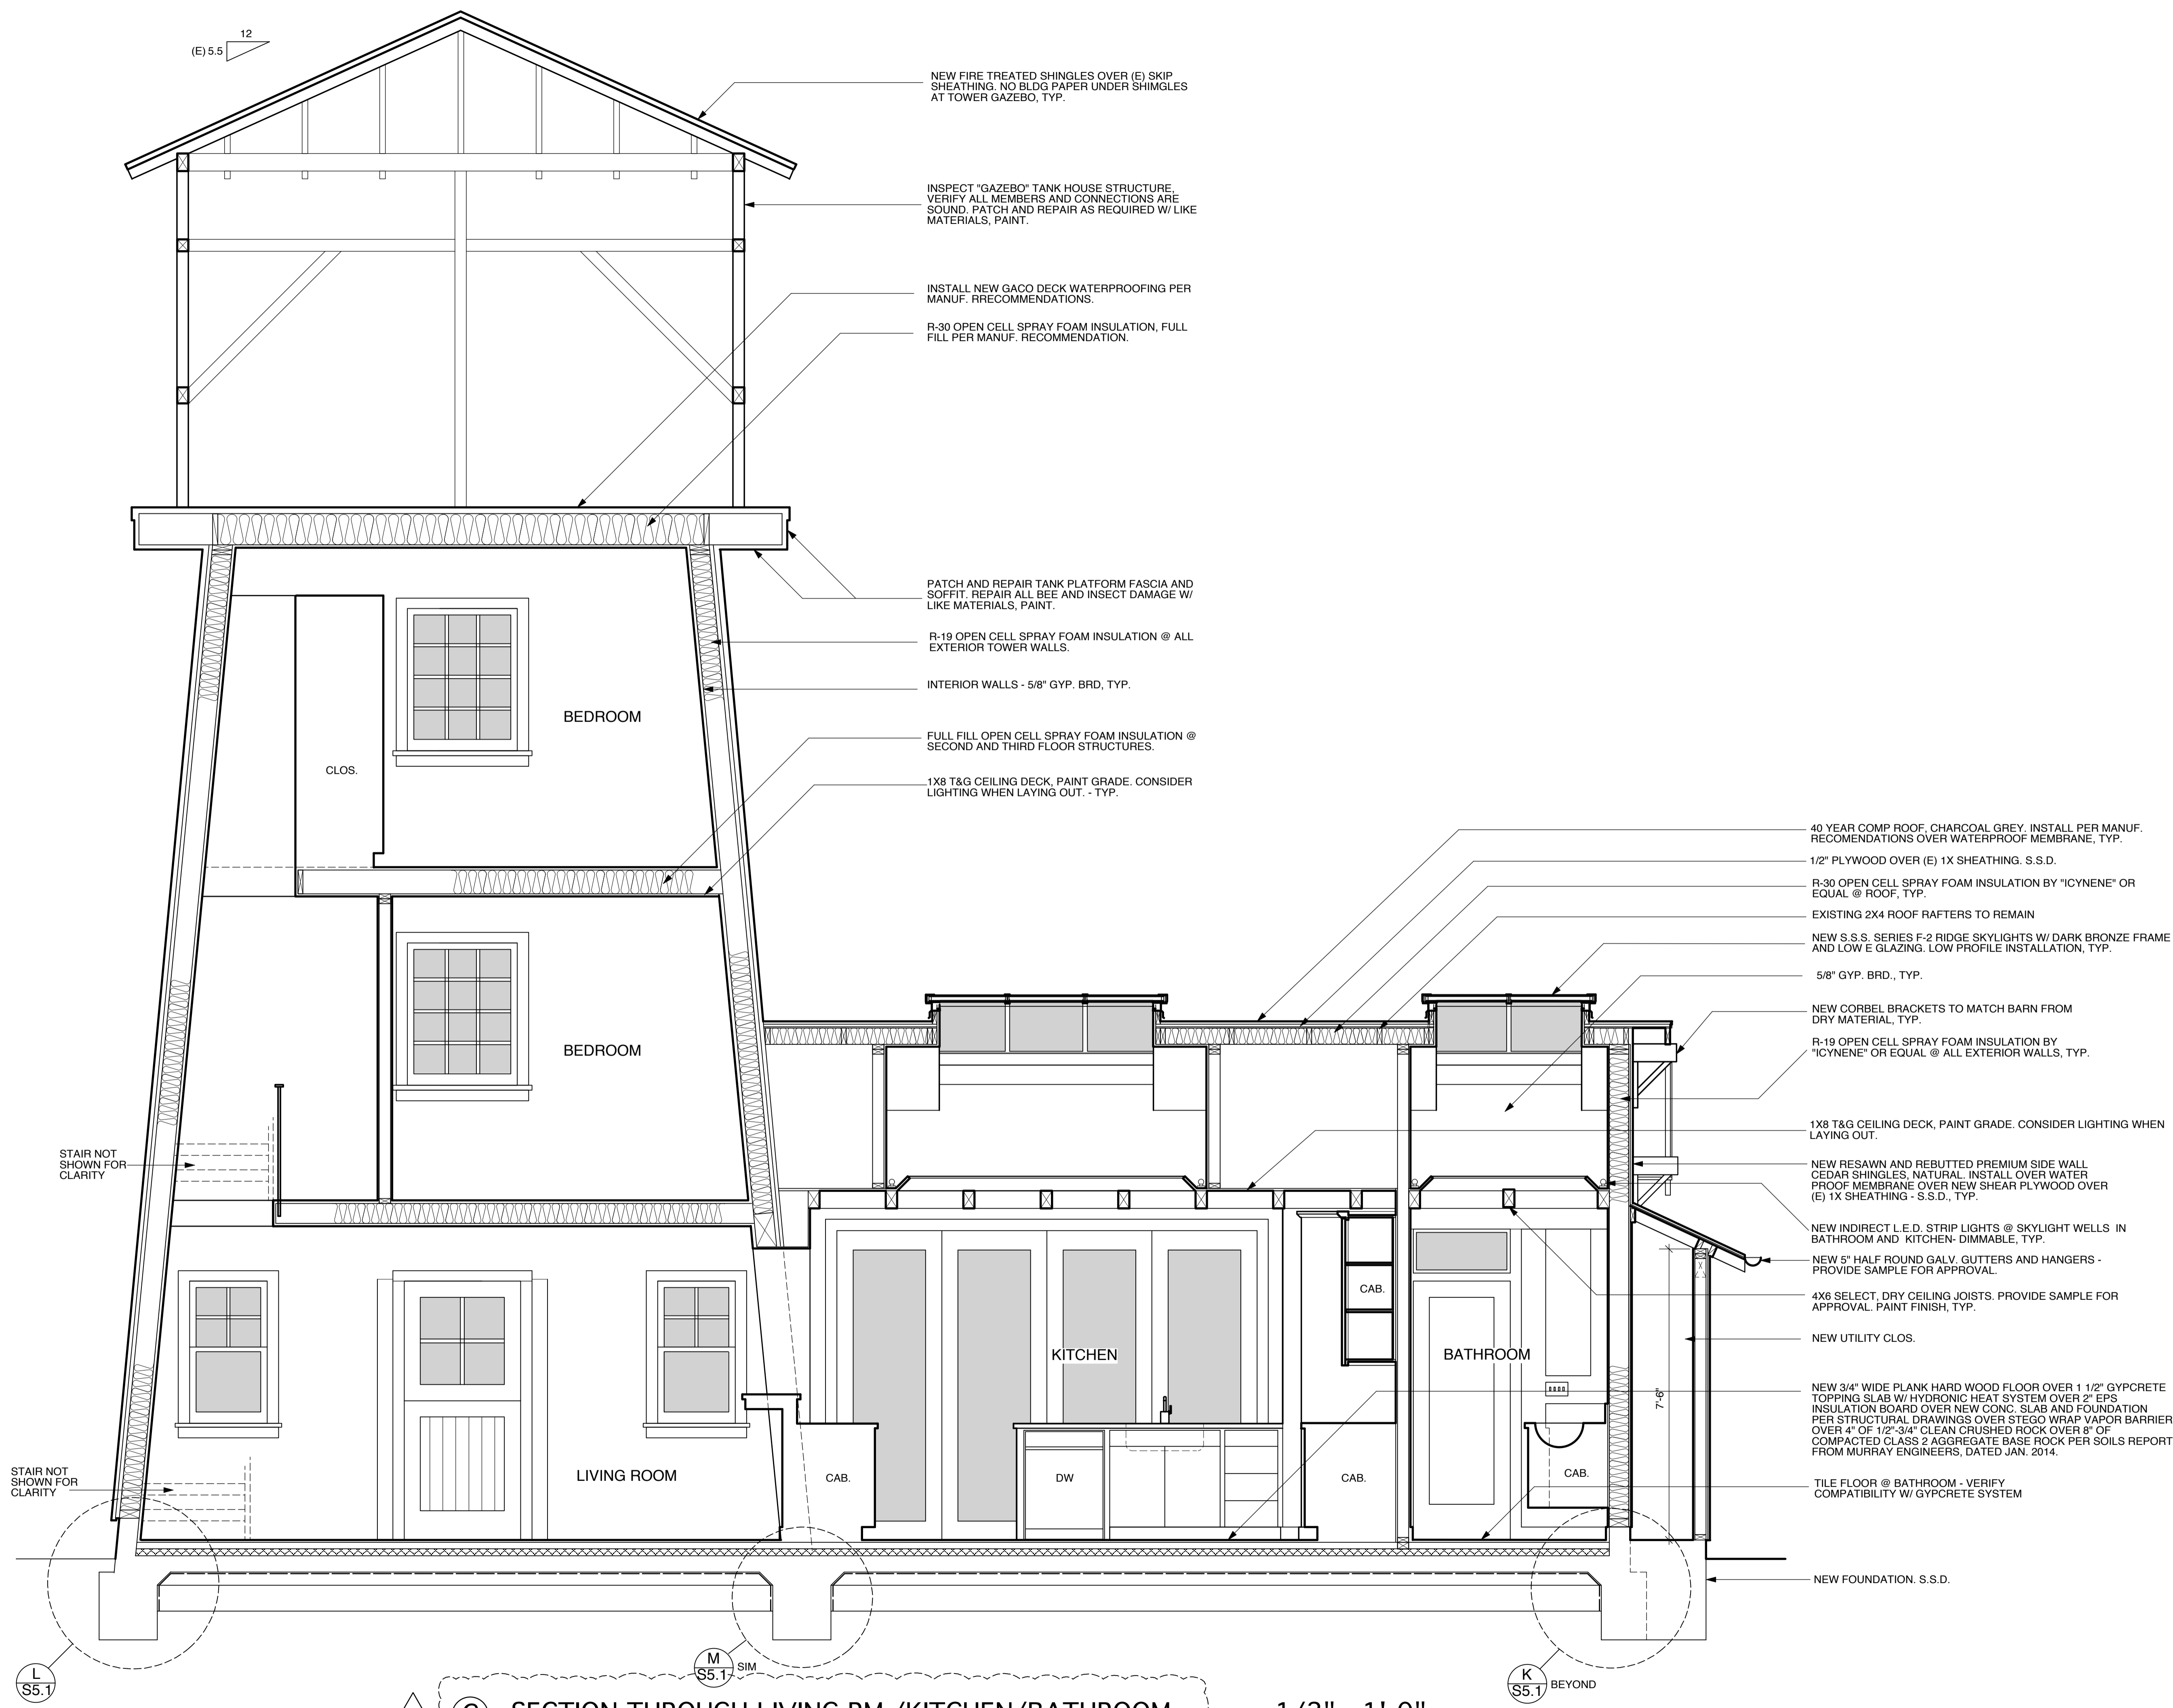 12
(E) 5.5
NEW FIRE TREATED SHINGLES OVER (E) SKIP
SHEATHING. NO BLDG PAPER UNDER SHIMGLES
AT TOWER GAZEBO, TYP.
INSPECT "GAZEBO" TANK HOUSE STRUCTURE,
VERIFY ALL MEMBERS AND CONNECTIONS ARE
SOUND. PATCH AND REPAIR AS REQUIRED W/ LIKE
MATERIALS, PAINT.
INSTALL NEW GACO DECK WATERPROOFING PER
MANUF. RRECOMMENDATIONS.
R-30 OPEN CELL SPRAY FOAM INSULATION, FULL
FILL PER MANUF. RECOMMENDATION.
PATCH AND REPAIR TANK PLATFORM FASCIA AND
SOFFIT. REPAIR ALL BEE AND INSECT DAMAGE W/
LIKE MATERIALS, PAINT.
R-19 OPEN CELL SPRAY FOAM INSULATION @ ALL
EXTERIOR TOWER WALLS.
INTERIOR WALLS - 5/8" GYP. BRD, TYP.
FULL FILL OPEN CELL SPRAY FOAM INSULATION @
SECOND AND THIRD FLOOR STRUCTURES.
1X8 T&G CEILING DECK, PAINT GRADE. CONSIDER
LIGHTING WHEN LAYING OUT. - TYP.
BEDROOM
CLOS.
BEDROOM
STAIR NOT
SHOWN FOR
CLARITY
STAIR NOT
SHOWN FOR
CLARITY
LIVING ROOM
CAB.
KITCHEN
DW
CAB.
CAB.
BATHROOM
CAB.
7'-6"
40 YEAR COMP ROOF, CHARCOAL GREY. INSTALL PER MANUF.
RECOMENDATIONS OVER WATERPROOF MEMBRANE, TYP.
1/2" PLYWOOD OVER (E) 1X SHEATHING. S.S.D.
R-30 OPEN CELL SPRAY FOAM INSULATION BY "ICYNENE" OR
EQUAL @ ROOF, TYP.
EXISTING 2X4 ROOF RAFTERS TO REMAIN
NEW S.S.S. SERIES F-2 RIDGE SKYLIGHTS W/ DARK BRONZE FRAME
AND LOW E GLAZING. LOW PROFILE INSTALLATION, TYP.
5/8" GYP. BRD., TYP.
NEW CORBEL BRACKETS TO MATCH BARN FROM
DRY MATERIAL, TYP.
R-19 OPEN CELL SPRAY FOAM INSULATION BY
"ICYNENE" OR EQUAL @ ALL EXTERIOR WALLS, TYP.
1X8 T&G CEILING DECK, PAINT GRADE. CONSIDER LIGHTING WHEN
LAYING OUT.
NEW RESAWN AND REBUTTED PREMIUM SIDE WALL
CEDAR SHINGLES, NATURAL. INSTALL OVER WATER
PROOF MEMBRANE OVER NEW SHEAR PLYWOOD OVER
(E) 1X SHEATHING - S.S.D., TYP.
NEW INDIRECT L.E.D. STRIP LIGHTS @ SKYLIGHT WELLS IN
BATHROOM AND KITCHEN- DIMMABLE, TYP.
NEW 5" HALF ROUND GALV. GUTTERS AND HANGERS -
PROVIDE SAMPLE FOR APPROVAL.
4X6 SELECT, DRY CEILING JOISTS. PROVIDE SAMPLE FOR
APPROVAL. PAINT FINISH, TYP.
NEW UTILITY CLOS.
NEW 3/4" WIDE PLANK HARD WOOD FLOOR OVER 1 1/2" GYPCRETE
TOPPING SLAB W/ HYDRONIC HEAT SYSTEM OVER 2" EPS
INSULATION BOARD OVER NEW CONC. SLAB AND FOUNDATION
PER STRUCTURAL DRAWINGS OVER STEGO WRAP VAPOR BARRIER
OVER 4" OF 1/2"-3/4" CLEAN CRUSHED ROCK OVER 8" OF
COMPACTED CLASS 2 AGGREGATE BASE ROCK PER SOILS REPORT
FROM MURRAY ENGINEERS, DATED JAN. 2014.
TILE FLOOR @ BATHROOM - VERIFY
COMPATIBILITY W/ GYPCRETE SYSTEM
NEW FOUNDATION. S.S.D.
L
S5.1
M
S5.1
SIM
K
S5.1
BEYOND
SECTION THROUGH LIVING RM./KITCHEN/BATHROOM